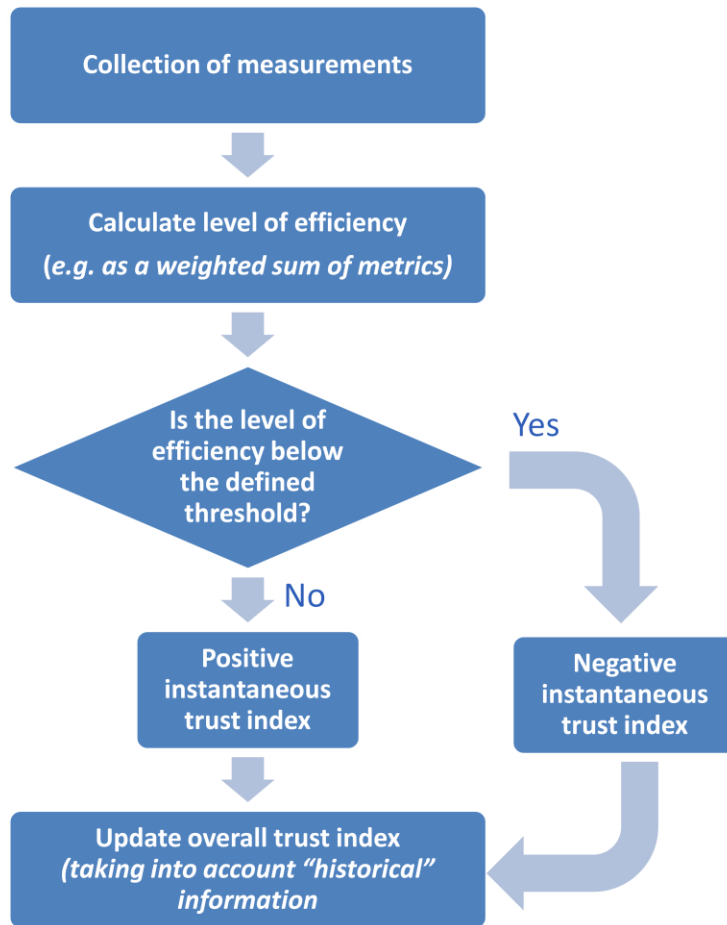 Collection of measurements
Calculate level of efficiency
(e.g. as a weighted sum of metrics)
Is the level of
efficiency below
the defined
threshold?
Yes
No
Positive
instantaneous
trust index
Negative
instantaneous
trust index
Update overall trust index
(taking into account “historical”
information